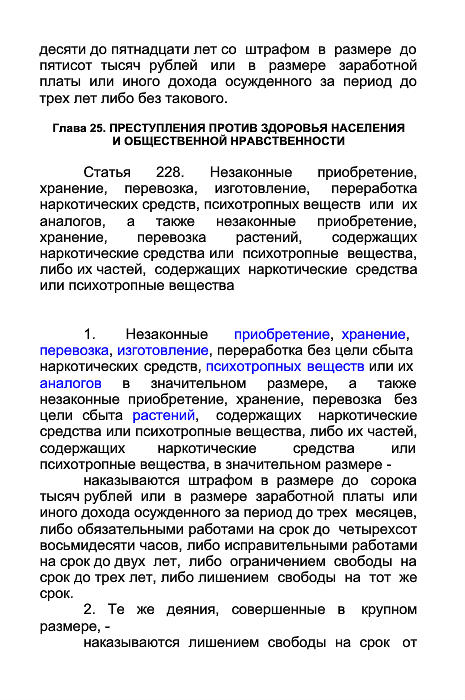 десяти до пятнадцати лет со штрафом в размере до
пятисот тысяч рублей или в размере заработной
платы или иного дохода осужденного за период до
трех лет либо без такового.
Глава 25. ПРЕСТУПЛЕНИЯ ПРОТИВ ЗДОРОВЬЯ НАСЕЛЕНИЯ
И ОБЩЕСТВЕННОЙ НРАВСТВЕННОСТИ
Статья 228. Незаконные приобретение,
хранение, перевозка, изготовление, переработка
наркотических средств, психотропных веществ или их
аналогов, а также незаконные приобретение,
хранение, перевозка растений, содержащих
наркотические средства или психотропные вещества,
либо их частей, содержащих наркотические средства
или психотропные вещества
1. Незаконные приобретение, хранение,
перевозка, изготовление, переработка без цели сбыта
наркотических средств, психотропных веществ или их
аналогов в значительном размере, а также
незаконные приобретение, хранение, перевозка без
цели сбыта растений, содержащих наркотические
средства или психотропные вещества, либо их частей,
содержащих наркотические средства или
психотропные вещества, в значительном размере -
наказываются штрафом в размере до сорока
тысяч рублей или в размере заработной платы или
иного дохода осужденного за период до трех месяцев,
либо обязательными работами на срок до четырехсот
восьмидесяти часов, либо исправительными работами
на срок до двух лет, либо ограничением свободы на
срок до трех лет, либо лишением свободы на тот же
срок.
2. Те же деяния, совершенные в крупном
размере, -
наказываются лишением свободы на срок от